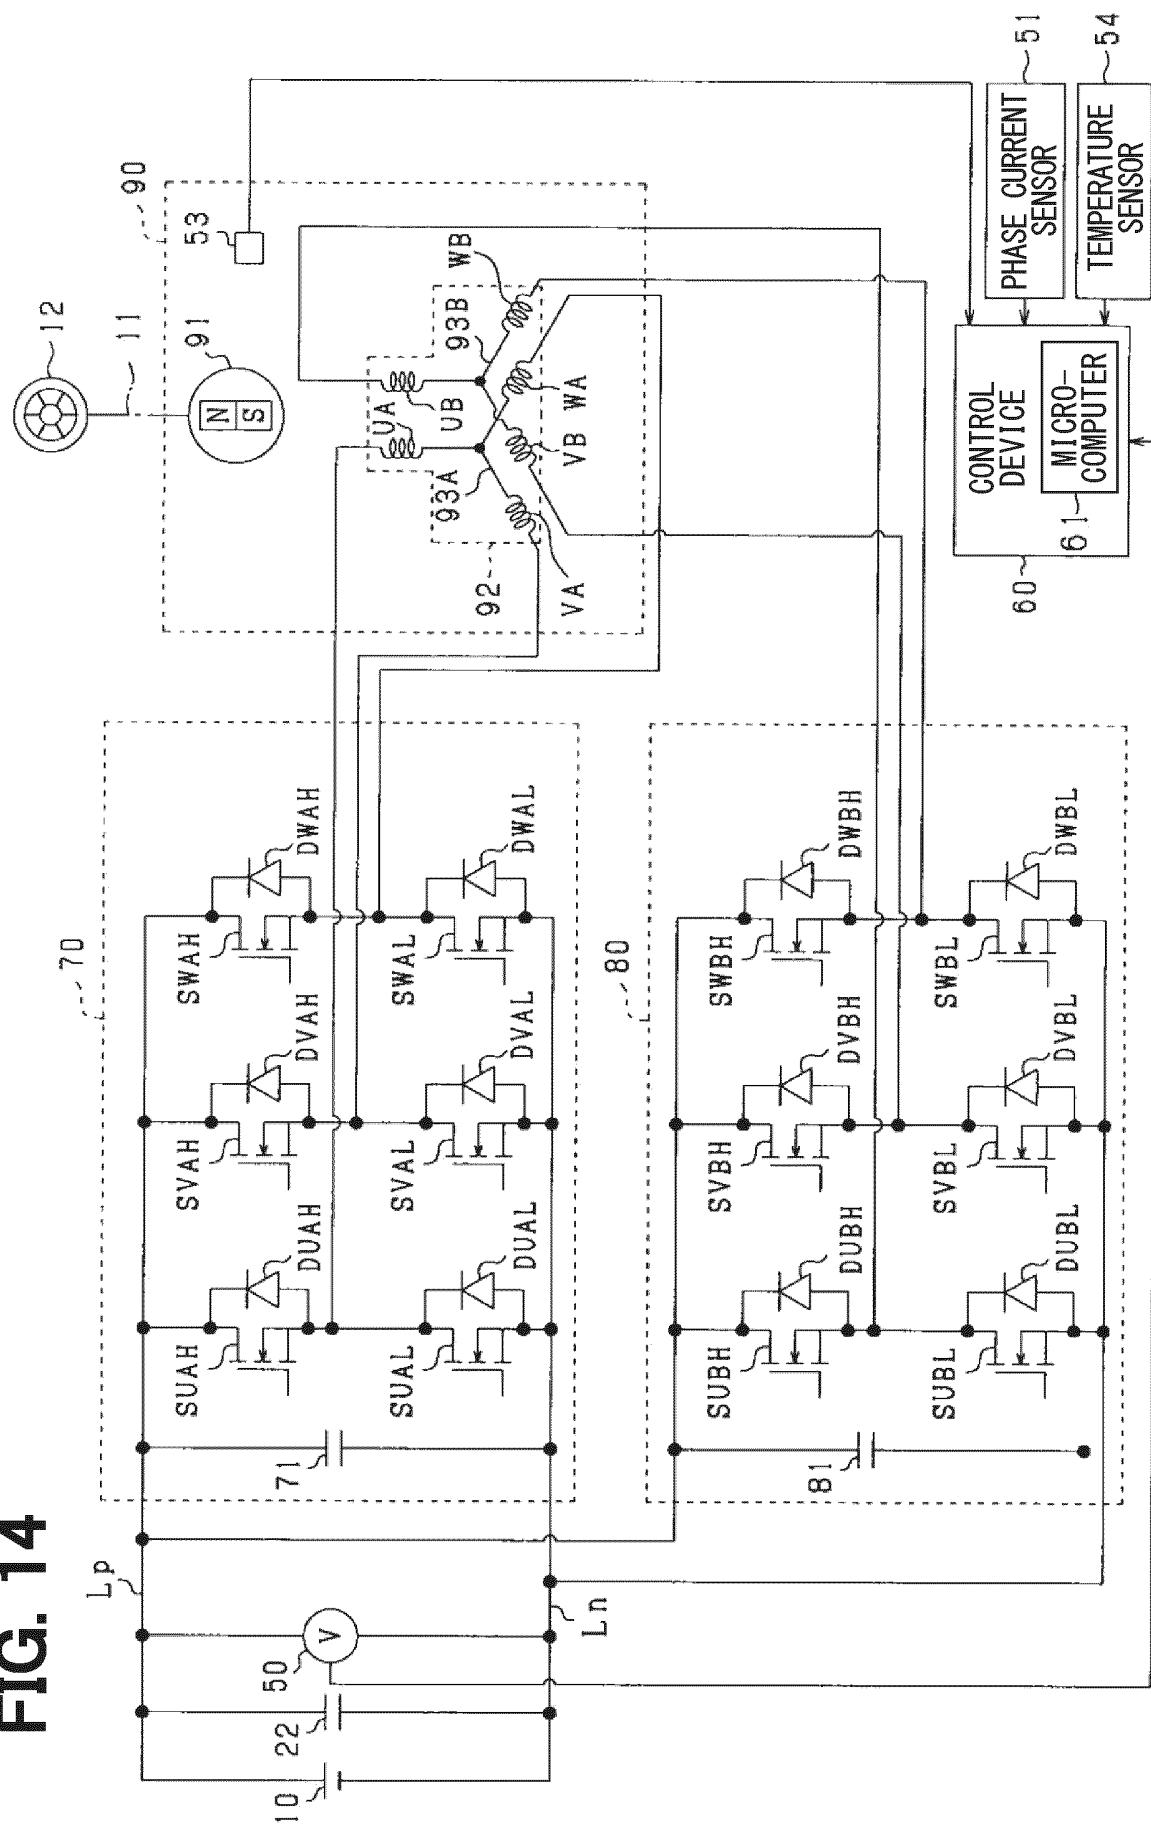 FIG. 14
12
11
90
53
91
N
S
UA
UB
93A
93B
WB
WA
VB
VA
92
51
PHASE CURRENT
SENSOR
54
TEMPERATURE
SENSOR
CONTROL
DEVICE
MICRO-
COMPUTER
61
60
70
SWAH
DWAH
SVAH
DVAH
SUAH
DUAH
SWAL
DWAL
SVAL
DVAL
SUAL
DUAL
71
80
SWBH
DWBH
SVBH
DVBH
SUBH
DUBH
SWBL
DWBL
SVBL
DVBL
SUBL
DUBL
81
Lp
Ln
V
50
22
10